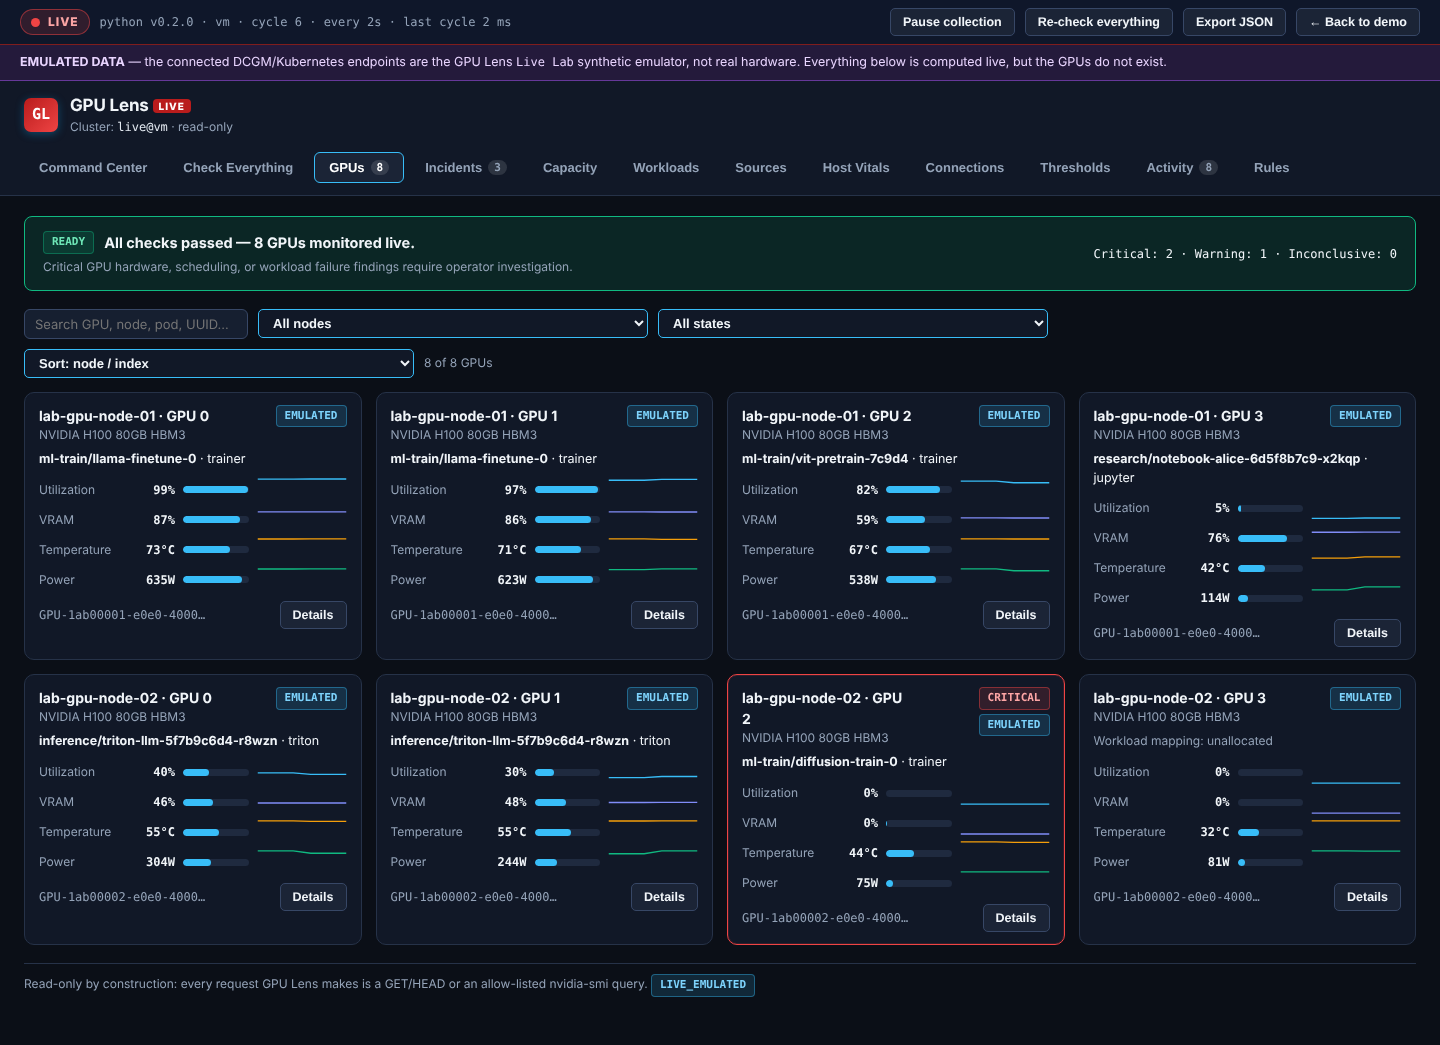 LIVE python v0.2.0 · vm · cycle 6 · every 2s · last cycle 2 ms Pause collection Re-check everything Export JSON ← Back to demo
EMULATED DATA — the connected DCGM/Kubernetes endpoints are the GPU Lens Live Lab synthetic emulator, not real hardware. Everything below is computed live, but the GPUs do not exist.
GL GPU Lens LIVE
Cluster: live@vm · read-only
Command Center Check Everything GPUs 8 Incidents 3 Capacity Workloads Sources Host Vitals Connections Thresholds Activity 8 Rules
READY All checks passed — 8 GPUs monitored live.
Critical GPU hardware, scheduling, or workload failure findings require operator investigation.
Critical: 2 · Warning: 1 · Inconclusive: 0
Search GPU, node, pod, UUID... All nodes All states
Sort: node / index 8 of 8 GPUs
lab-gpu-node-01 · GPU 0 EMULATED
NVIDIA H100 80GB HBM3
ml-train/llama-finetune-0 · trainer
Utilization 99%
VRAM 87%
Temperature 73°C
Power 635W
GPU-1ab00001-e0e0-4000… Details
lab-gpu-node-01 · GPU 1 EMULATED
NVIDIA H100 80GB HBM3
ml-train/llama-finetune-0 · trainer
Utilization 97%
VRAM 86%
Temperature 71°C
Power 623W
GPU-1ab00001-e0e0-4000… Details
lab-gpu-node-01 · GPU 2 EMULATED
NVIDIA H100 80GB HBM3
ml-train/vit-pretrain-7c9d4 · trainer
Utilization 82%
VRAM 59%
Temperature 67°C
Power 538W
GPU-1ab00001-e0e0-4000… Details
lab-gpu-node-01 · GPU 3 EMULATED
NVIDIA H100 80GB HBM3
research/notebook-alice-6d5f8b7c9-x2kqp ·
jupyter
Utilization 5%
VRAM 76%
Temperature 42°C
Power 114W
GPU-1ab00001-e0e0-4000… Details
lab-gpu-node-02 · GPU 0 EMULATED
NVIDIA H100 80GB HBM3
inference/triton-llm-5f7b9c6d4-r8wzn · triton
Utilization 40%
VRAM 46%
Temperature 55°C
Power 304W
GPU-1ab00002-e0e0-4000… Details
lab-gpu-node-02 · GPU 1 EMULATED
NVIDIA H100 80GB HBM3
inference/triton-llm-5f7b9c6d4-r8wzn · triton
Utilization 30%
VRAM 48%
Temperature 55°C
Power 244W
GPU-1ab00002-e0e0-4000… Details
lab-gpu-node-02 · GPU CRITICAL
2 EMULATED
NVIDIA H100 80GB HBM3
ml-train/diffusion-train-0 · trainer
Utilization 0%
VRAM 0%
Temperature 44°C
Power 75W
GPU-1ab00002-e0e0-4000… Details
lab-gpu-node-02 · GPU 3 EMULATED
NVIDIA H100 80GB HBM3
Workload mapping: unallocated
Utilization 0%
VRAM 0%
Temperature 32°C
Power 81W
GPU-1ab00002-e0e0-4000… Details
Read-only by construction: every request GPU Lens makes is a GET/HEAD or an allow-listed nvidia-smi query. LIVE_EMULATED